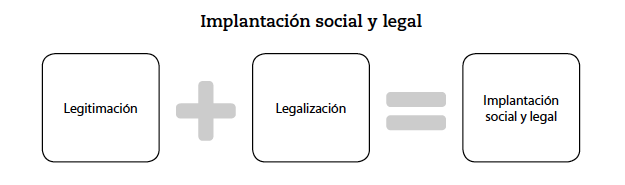 Implantación social y legal
Legitimación
Legalización
Implantación
social y legal